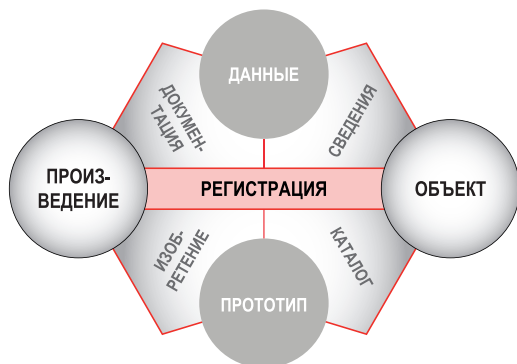 ДАННЫЕ
ДОКУМЕН-
ТАЦИЯ
СВЕДЕНИЯ
ПРОИЗ-
ВЕДЕНИЕ
РЕГИСТРАЦИЯ
ОБЪЕКТ
ИЗОБ-
РЕТЕНИЕ
КАТАЛОГ
ПРОТОТИП